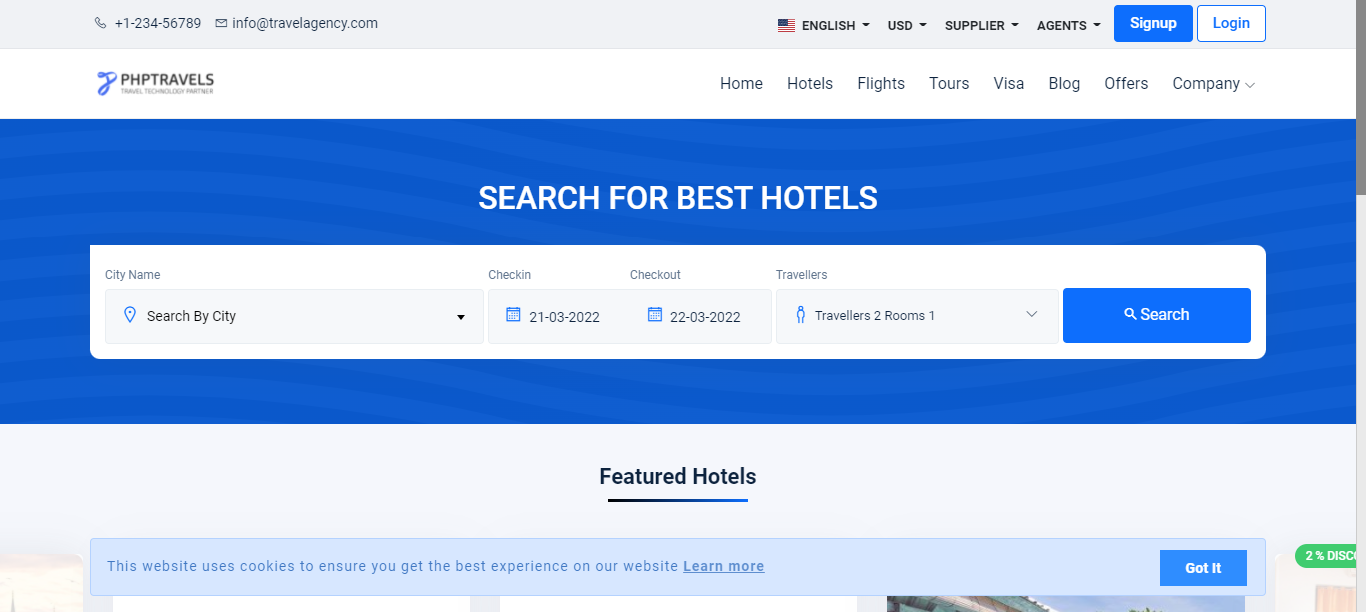 +1-234-56789 info@travelagency.com ENGLISH USD SUPPLIER AGENTS Signup Login
PHPTRAVELS
TRAVEL TECHNOLOGY PARTNER
Home Hotels Flights Tours Visa Blog Offers Company
SEARCH FOR BEST HOTELS
City Name Checkin Checkout Travellers
Search By City 21-03-2022 22-03-2022 Travellers 2 Rooms 1 Search
Featured Hotels
This website uses cookies to ensure you get the best experience on our website Learn more Got It
2 % DISCO